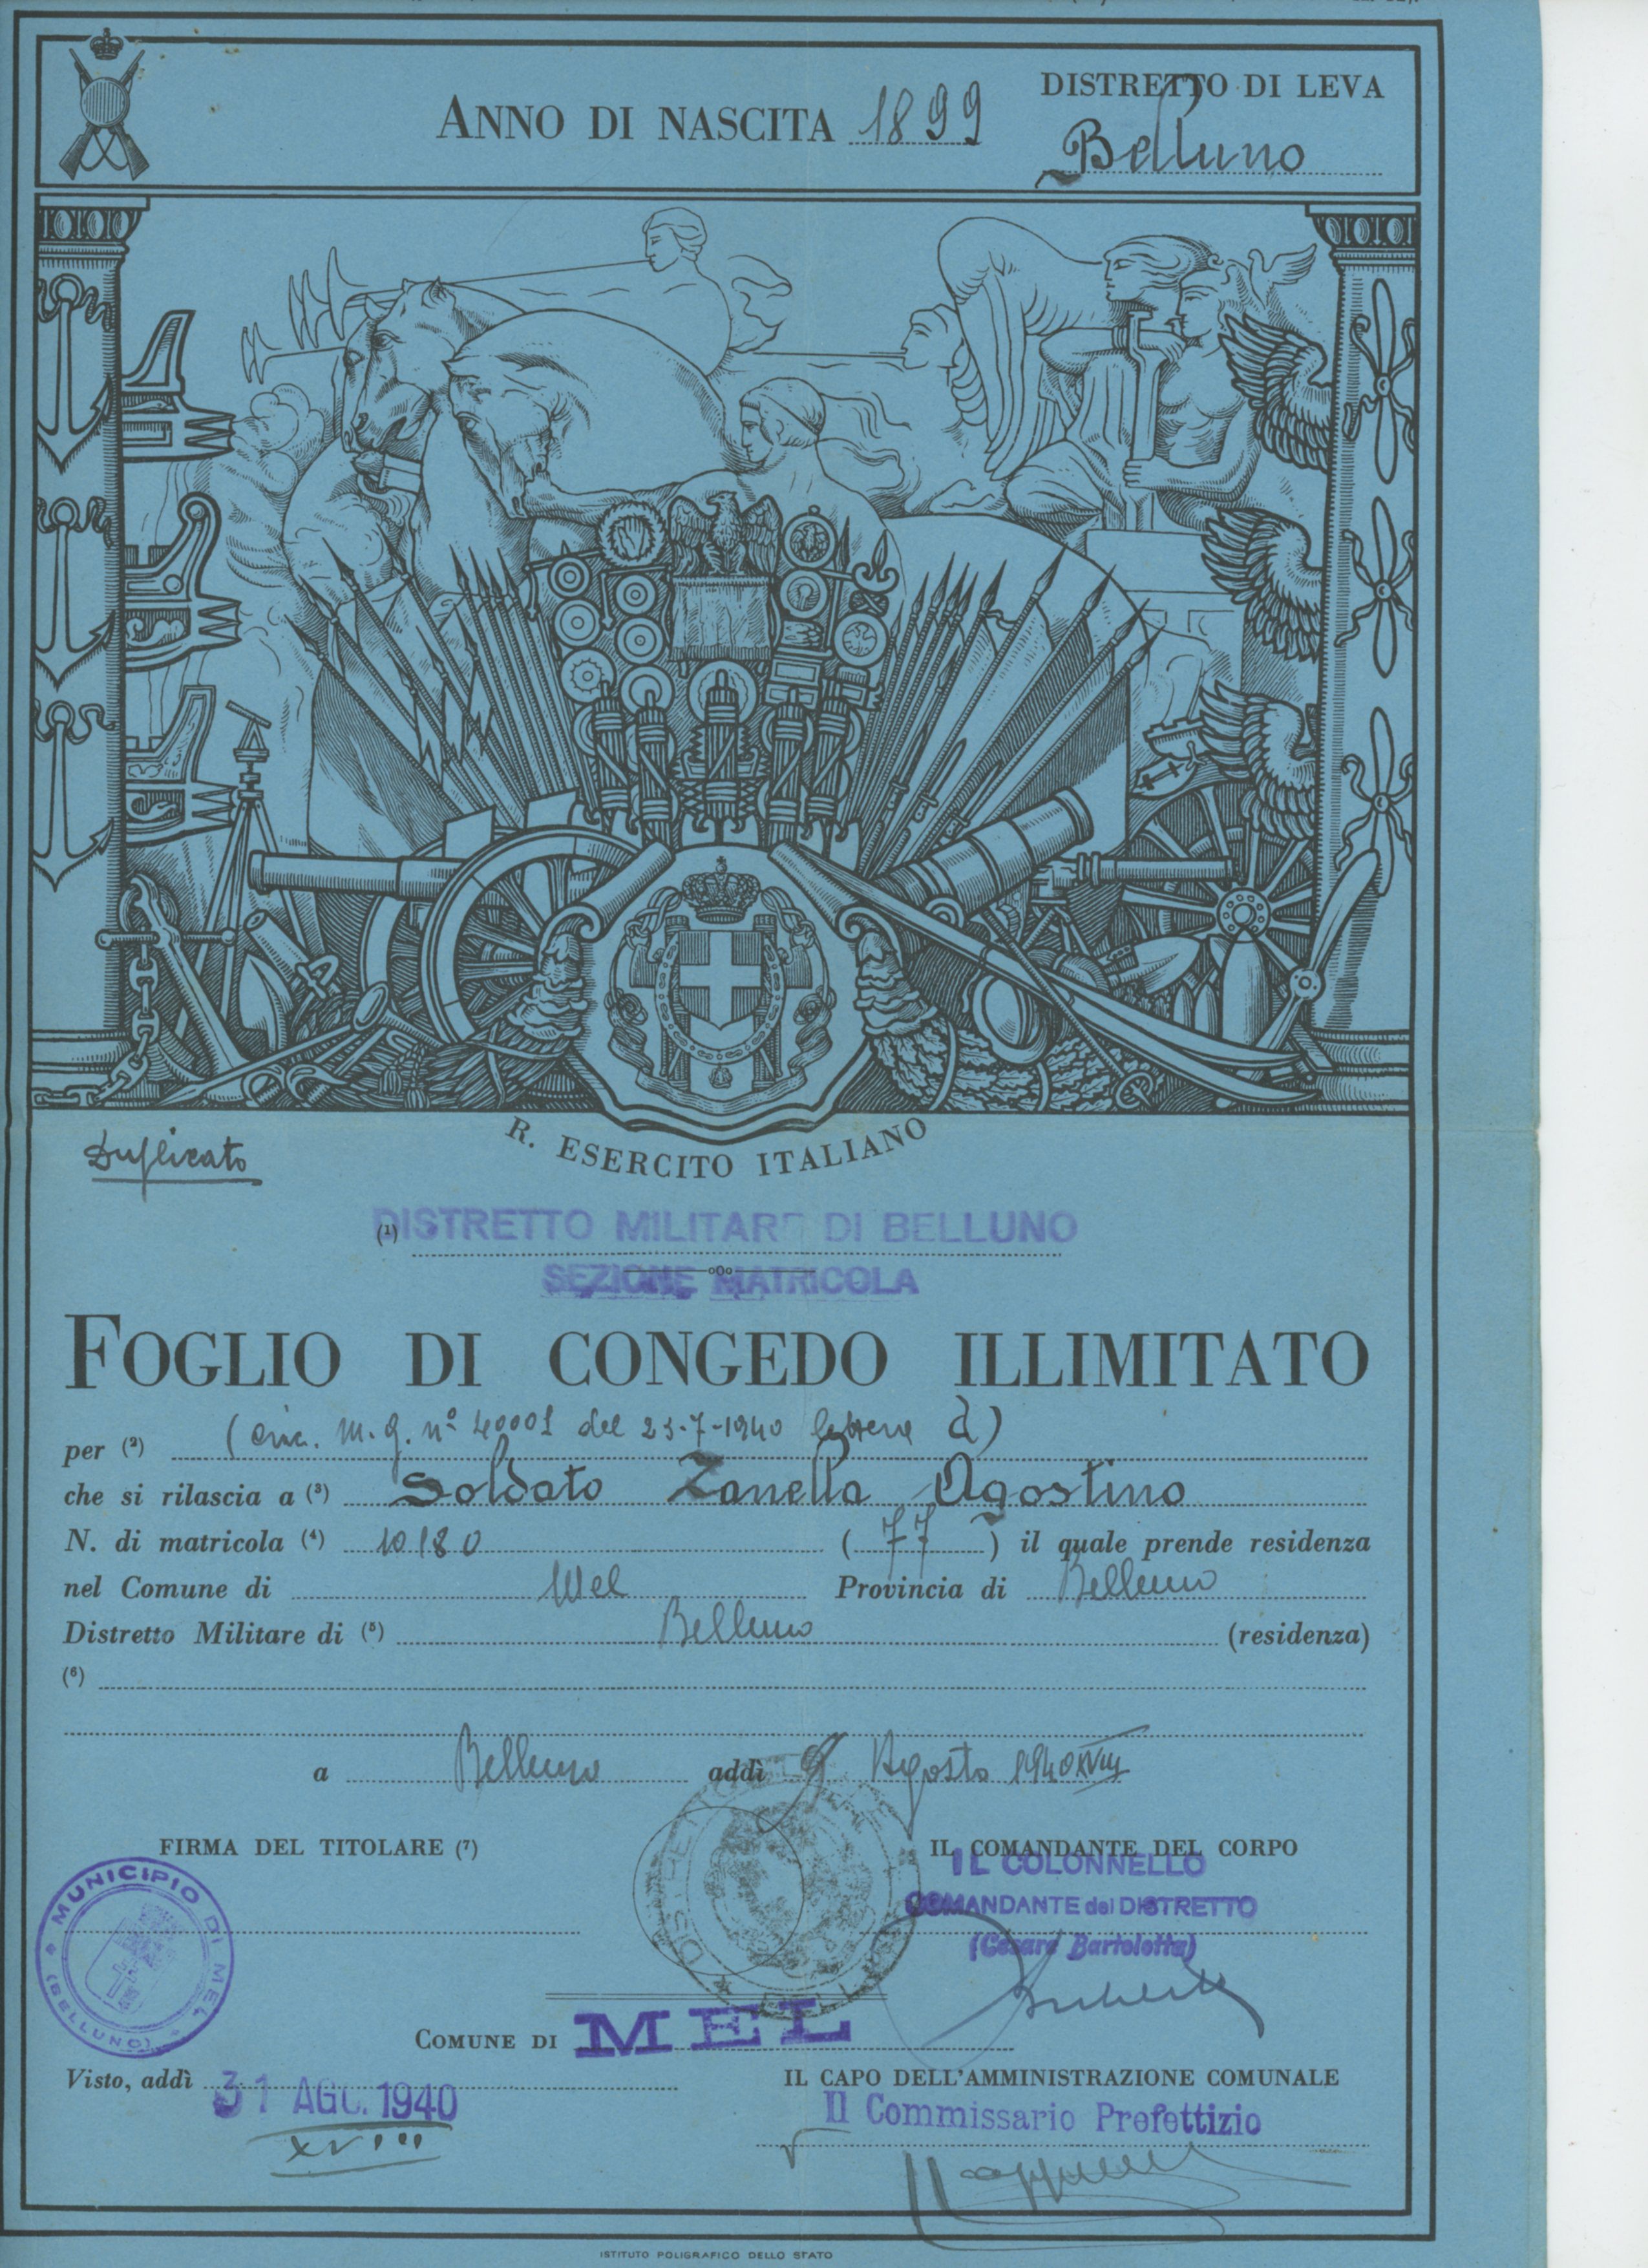 ANNO DI NASCITA 1899
DISTRETTO DI LEVA
Belluno
R. ESERCITO ITALIANO
Duplicato
(1) DISTRETTO MILITARE DI BELLUNO
SEZIONE MATRICOLA
FOGLIO DI CONGEDO ILLIMITATO
per (2) (circ. M. g. n° 40001 del 23-7-1940 lettera d)
che si rilascia a (3) Soldato Zanella Agostino
N. di matricola (4) 10180 (77) il quale prende residenza
nel Comune di Mel Provincia di Belluno
Distretto Militare di (5) Belluno (residenza)
(6)
a Belluno addì 9 Agosto 1940 XVIII
FIRMA DEL TITOLARE (7)
IL COMANDANTE DEL CORPO
IL COLONNELLO
COMANDANTE del DISTRETTO
(Cesare Bartolotta)
MUNICIPIO DI MEL
(BELLUNO)
COMUNE DI MEL
Visto, addì 31 AGO. 1940
XVIII
IL CAPO DELL'AMMINISTRAZIONE COMUNALE
Il Commissario Prefettizio
ISTITUTO POLIGRAFICO DELLO STATO